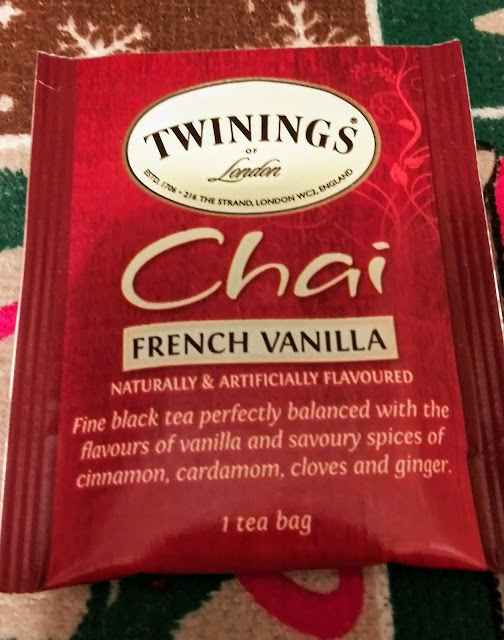 TWININGS®
OF
London
ESTD. 1706 • 216 THE STRAND, LONDON WC2, ENGLAND
Chai
FRENCH VANILLA
NATURALLY & ARTIFICIALLY FLAVOURED
Fine black tea perfectly balanced with the
flavours of vanilla and savoury spices of
cinnamon, cardamom, cloves and ginger.
1 tea bag